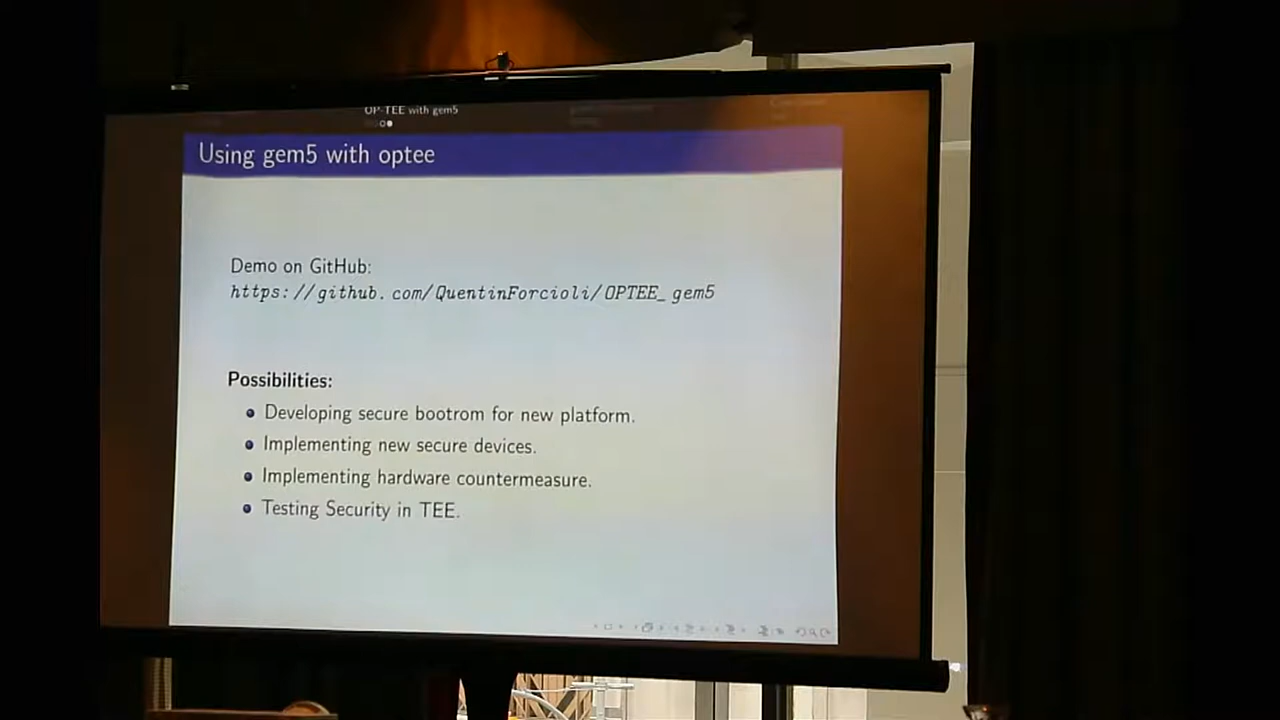 OP-TEE with gem5
Using gem5 with optee
Demo on GitHub:
https://github.com/QuentinForcioli/OPTEE_gem5
Possibilities:
Developing secure bootrom for new platform.
Implementing new secure devices.
Implementing hardware countermeasure.
Testing Security in TEE.